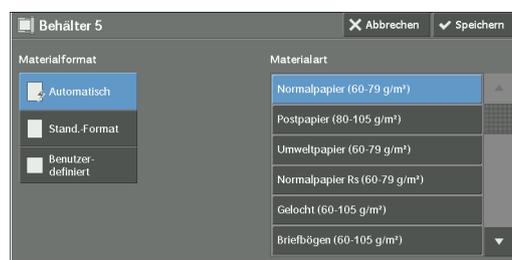 Behälter 5
Abbrechen
Speichern
Materialformat
Automatisch
Stand.-Format
Benutzer-
definiert
Materialart
Normalpapier (60-79 g/m²)
Postpapier (80-105 g/m²)
Umweltpapier (60-79 g/m²)
Normalpapier Rs (60-79 g/m²)
Gelocht (60-105 g/m²)
Briefbögen (60-105 g/m²)